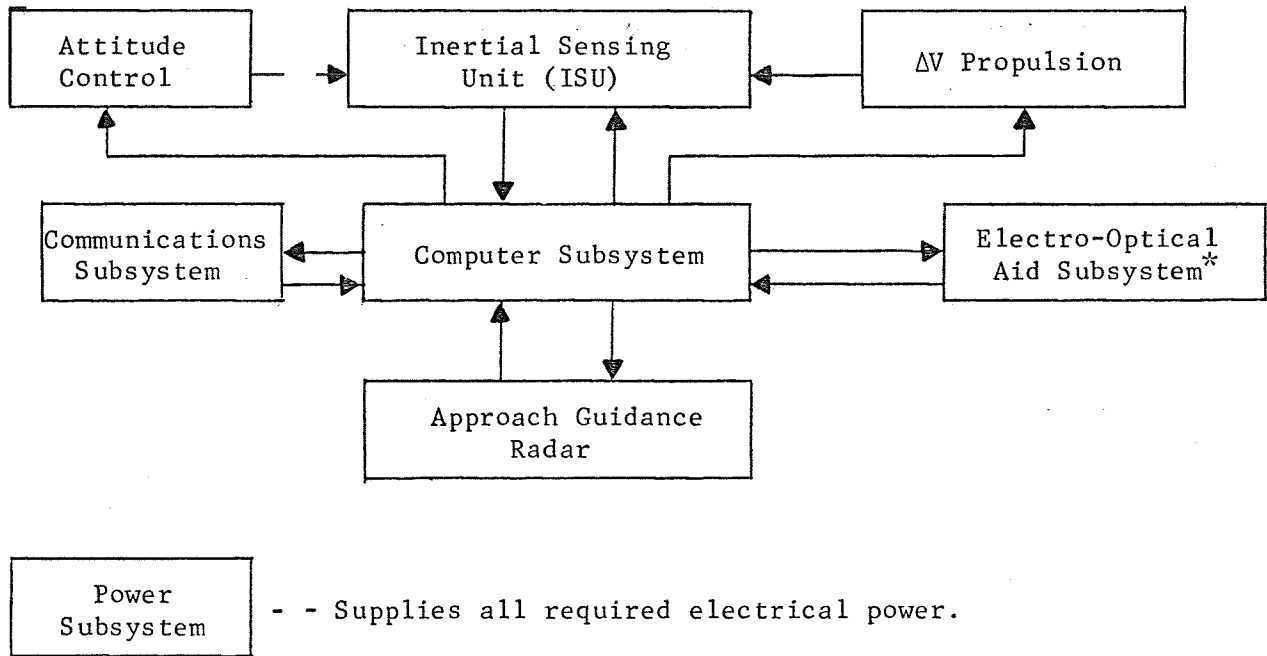 Attitude
Control
Inertial Sensing
Unit (ISU)
ΔV Propulsion
Communications
Subsystem
Computer Subsystem
Electro-Optical
Aid Subsystem*
Approach Guidance
Radar
Power
Subsystem
- - Supplies all required electrical power.